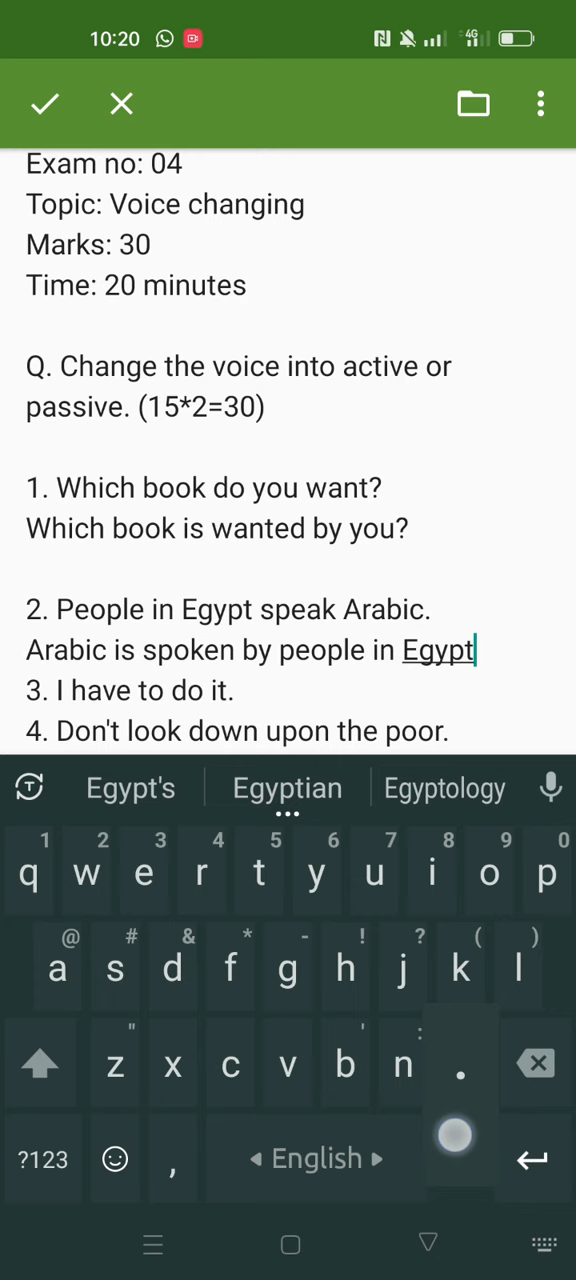 10:20 4G
Exam no: 04
Topic: Voice changing
Marks: 30
Time: 20 minutes
Q. Change the voice into active or
passive. (15*2=30)
1. Which book do you want?
Which book is wanted by you?
2. People in Egypt speak Arabic.
Arabic is spoken by people in Egypt
3. I have to do it.
4. Don't look down upon the poor.
Egypt's Egyptian Egyptology
1 2 3 4 5 6 7 8 9 0
q w e r t y u i o p
@ # & * - ! ? ( )
a s d f g h j k l
" ' :
z x c v b n .
?123 , English